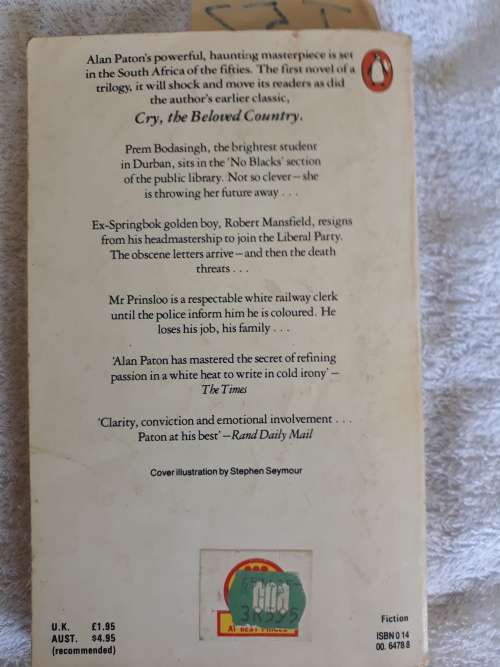 Alan Paton's powerful, haunting masterpiece is set
in the South Africa of the fifties. The first novel of a
trilogy, it will shock and move its readers as did
the author's earlier classic,
Cry, the Beloved Country.
Prem Bodasingh, the brightest student
in Durban, sits in the 'No Blacks' section
of the public library. Not so clever – she
is throwing her future away . . .
Ex-Springbok golden boy, Robert Mansfield, resigns
from his headmastership to join the Liberal Party.
The obscene letters arrive – and then the death
threats . . .
Mr Prinsloo is a respectable white railway clerk
until the police inform him he is coloured. He
loses his job, his family . . .
'Alan Paton has mastered the secret of refining
passion in a white heat to write in cold irony' –
The Times
'Clarity, conviction and emotional involvement . . .
Paton at his best' – Rand Daily Mail
Cover illustration by Stephen Seymour
U.K. £1.95
AUST. $4.95
(recommended)
Fiction
ISBN 0 14
00. 6478 8